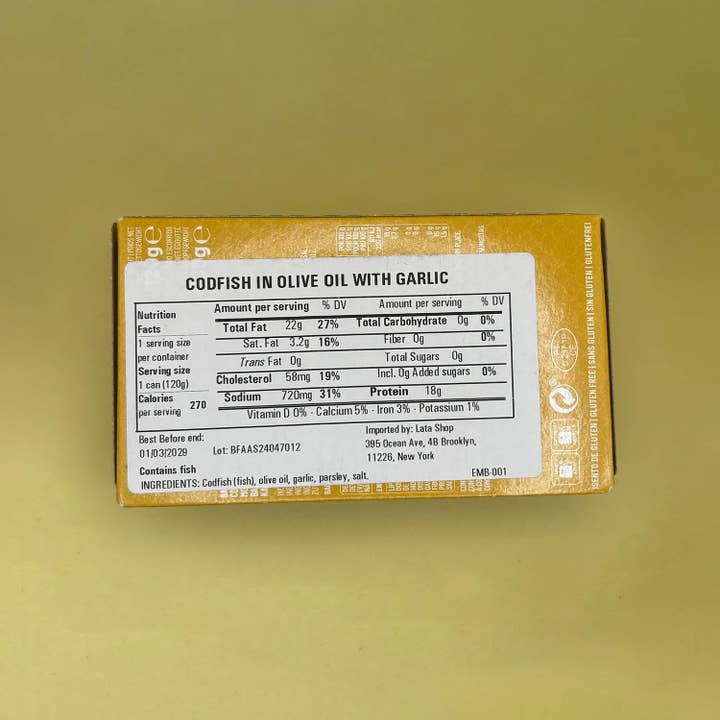 CODFISH IN OLIVE OIL WITH GARLIC
Nutrition Facts
1 serving size per container
Serving size
1 can (120g)
Calories per serving 270
Amount per serving % DV Amount per serving % DV
Total Fat 22g 27% Total Carbohydrate 0g 0%
Sat. Fat 3.2g 16% Fiber 0g 0%
Trans Fat 0g Total Sugars 0g
Cholesterol 58mg 19% Incl. 0g Added sugars 0%
Sodium 720mg 31% Protein 18g
Vitamin D 0% - Calcium 5% - Iron 3% - Potassium 1%
Best Before end:
01/03/2029
Lot: BFAAS24047012
Imported by: Lata Shop
395 Ocean Ave, 4B Brooklyn,
11226, New York
Contains fish
EMB-001
INGREDIENTS: Codfish (fish), olive oil, garlic, parsley, salt.
ISENTO DE GLUTEN | GLUTEN FREE | SANS GLUTEN | SIN GLUTEN | GLUTENFREI